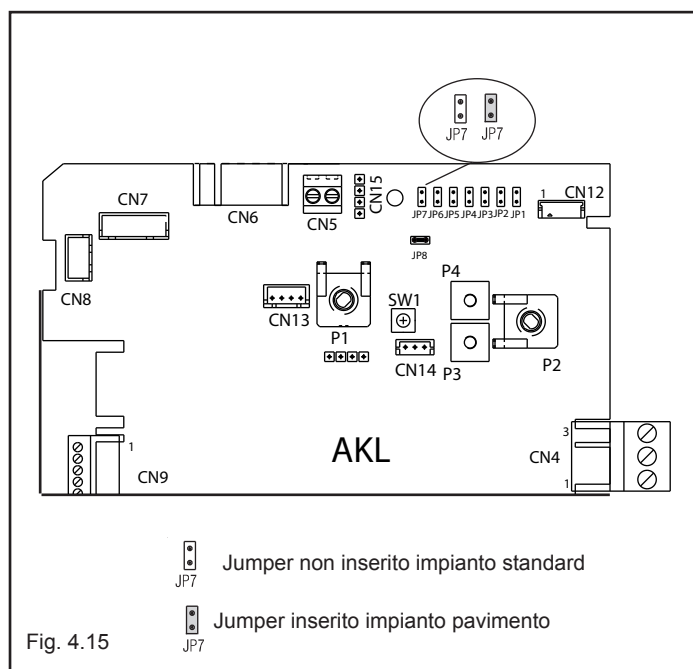 JP7 JP7
CN7
CN6
CN5
CN15
JP7 JP6 JP5 JP4 JP3 JP2 JP1
1 CN12
JP8
CN8
P4
CN13
SW1
P1
CN14
P3
P2
1
CN9
AKL
3
CN4
1
JP7 Jumper non inserito impianto standard
JP7 Jumper inserito impianto pavimento
Fig. 4.15